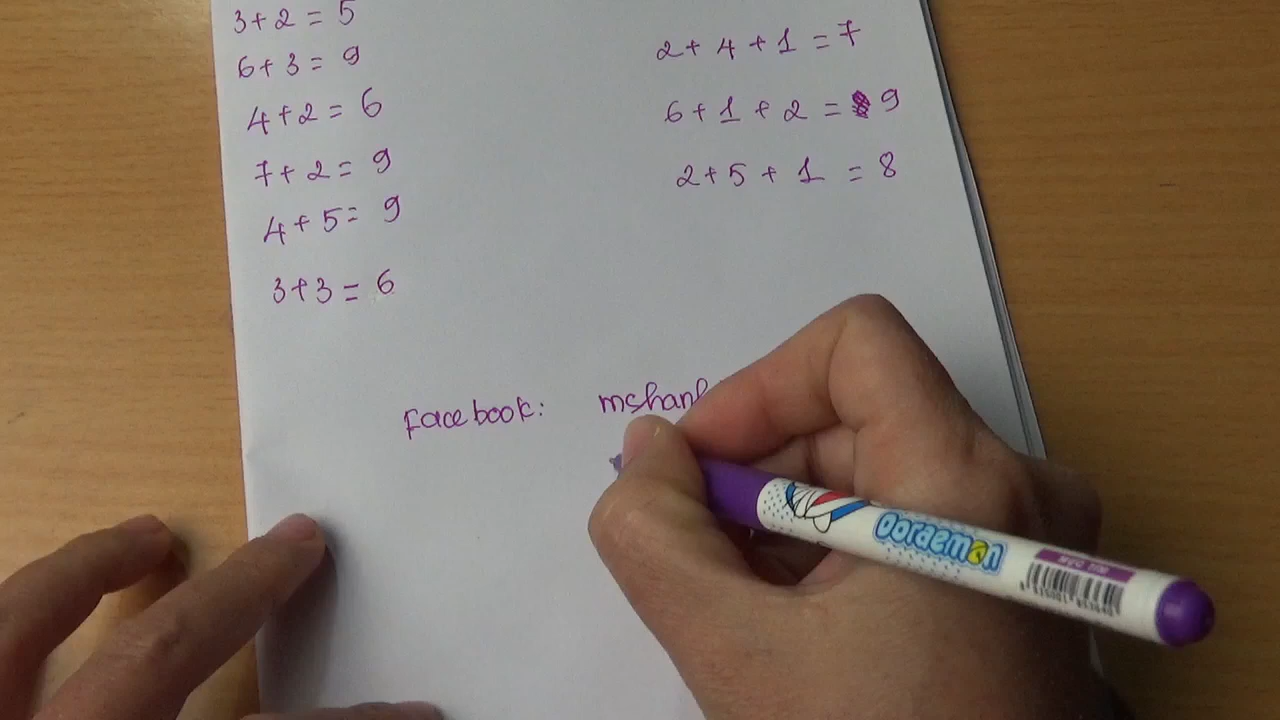 3+2 = 5
6+3 = 9
4+2 = 6
7+2 = 9
4+5 = 9
3+3 = 6
2+4+1 = 7
6+1+2 = 9
2+5+1 = 8
Facebook:
Doraemon